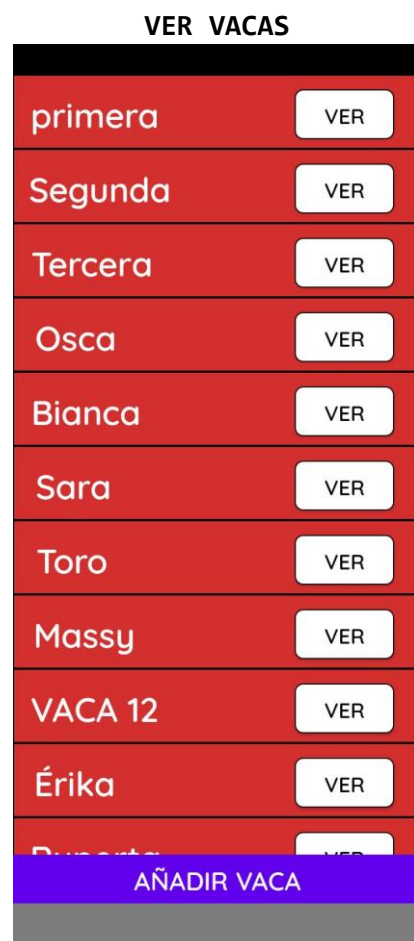 VER VACAS
primera VER
Segunda VER
Tercera VER
Osca VER
Bianca VER
Sara VER
Toro VER
Massy VER
VACA 12 VER
Érika VER
AÑADIR VACA